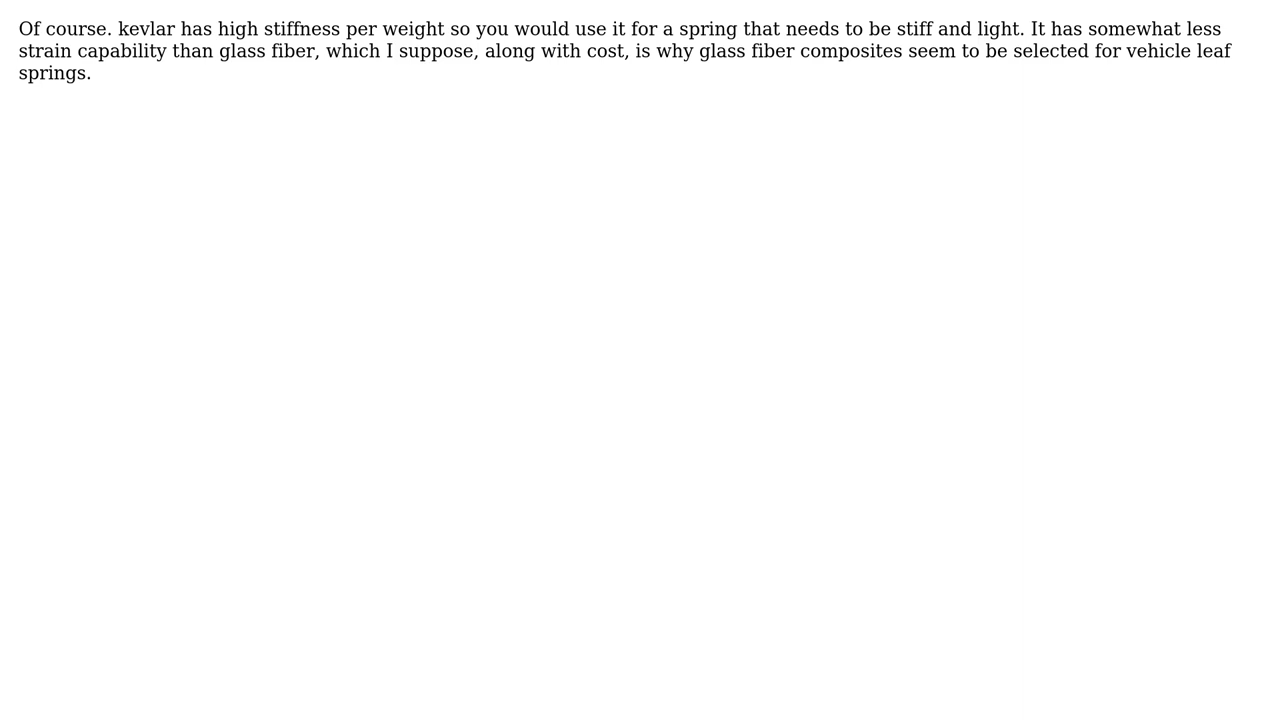 Of course. kevlar has high stiffness per weight so you would use it for a spring that needs to be stiff and light. It has somewhat less
strain capability than glass fiber, which I suppose, along with cost, is why glass fiber composites seem to be selected for vehicle leaf
springs.